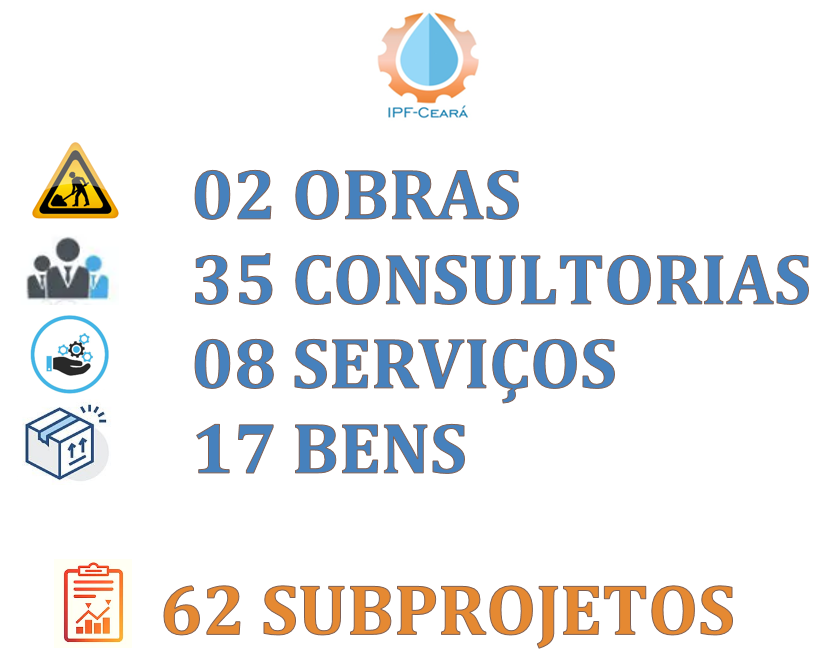 IPF-CEARÁ
02 OBRAS
35 CONSULTORIAS
08 SERVIÇOS
17 BENS
62 SUBPROJETOS